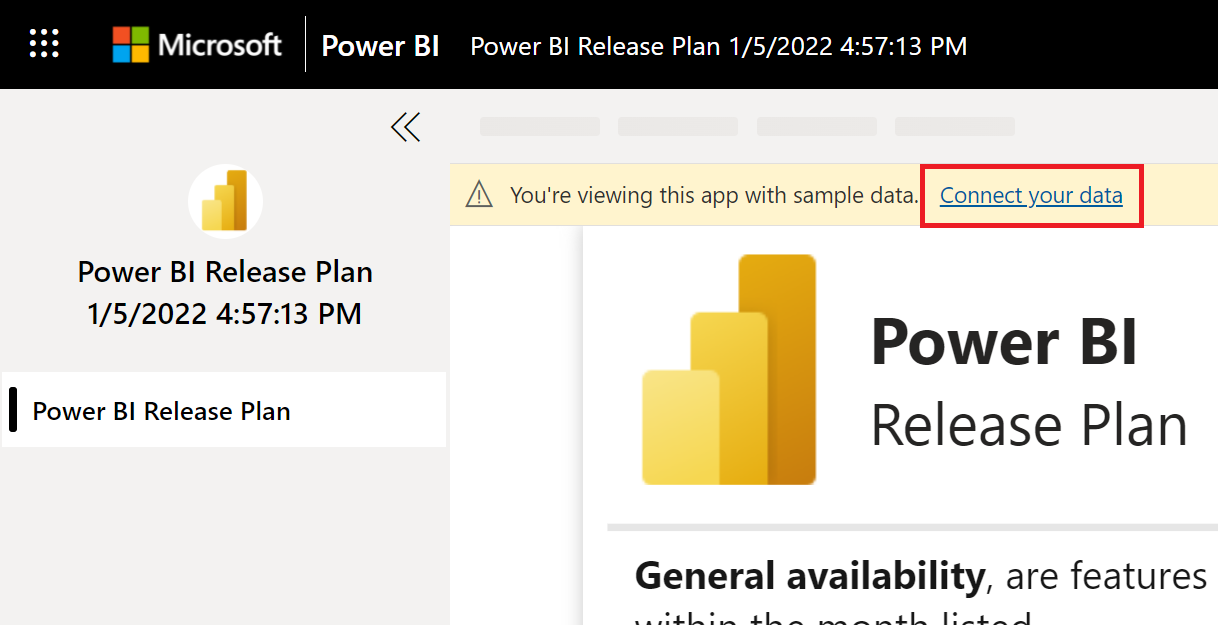 Microsoft Power BI Power BI Release Plan 1/5/2022 4:57:13 PM
Power BI Release Plan
1/5/2022 4:57:13 PM
Power BI Release Plan
You're viewing this app with sample data. Connect your data
Power BI
Release Plan
General availability, are features
within the month listed